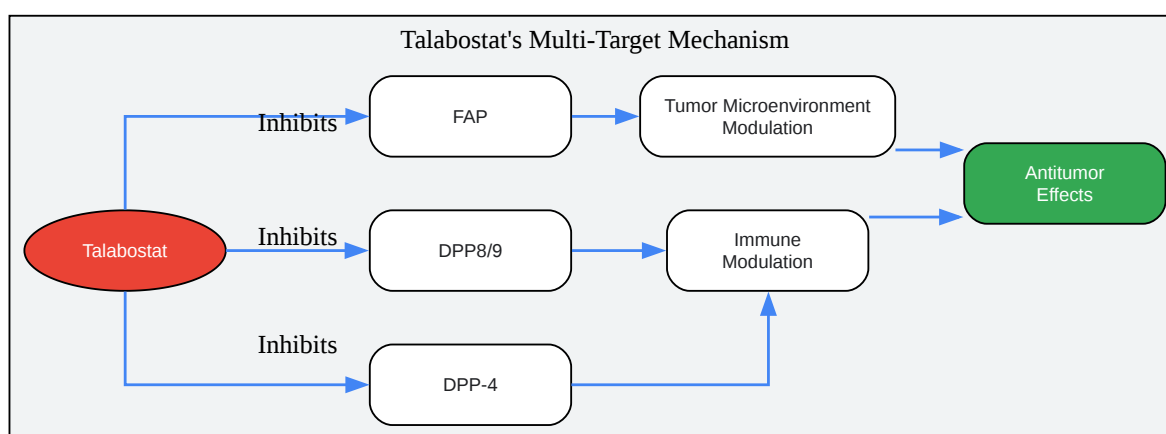 Talabostat's Multi-Target Mechanism
Inhibits
FAP
Tumor Microenvironment
Modulation
Antitumor
Effects
Talabostat
Inhibits
DPP8/9
Immune
Modulation
Inhibits
DPP-4